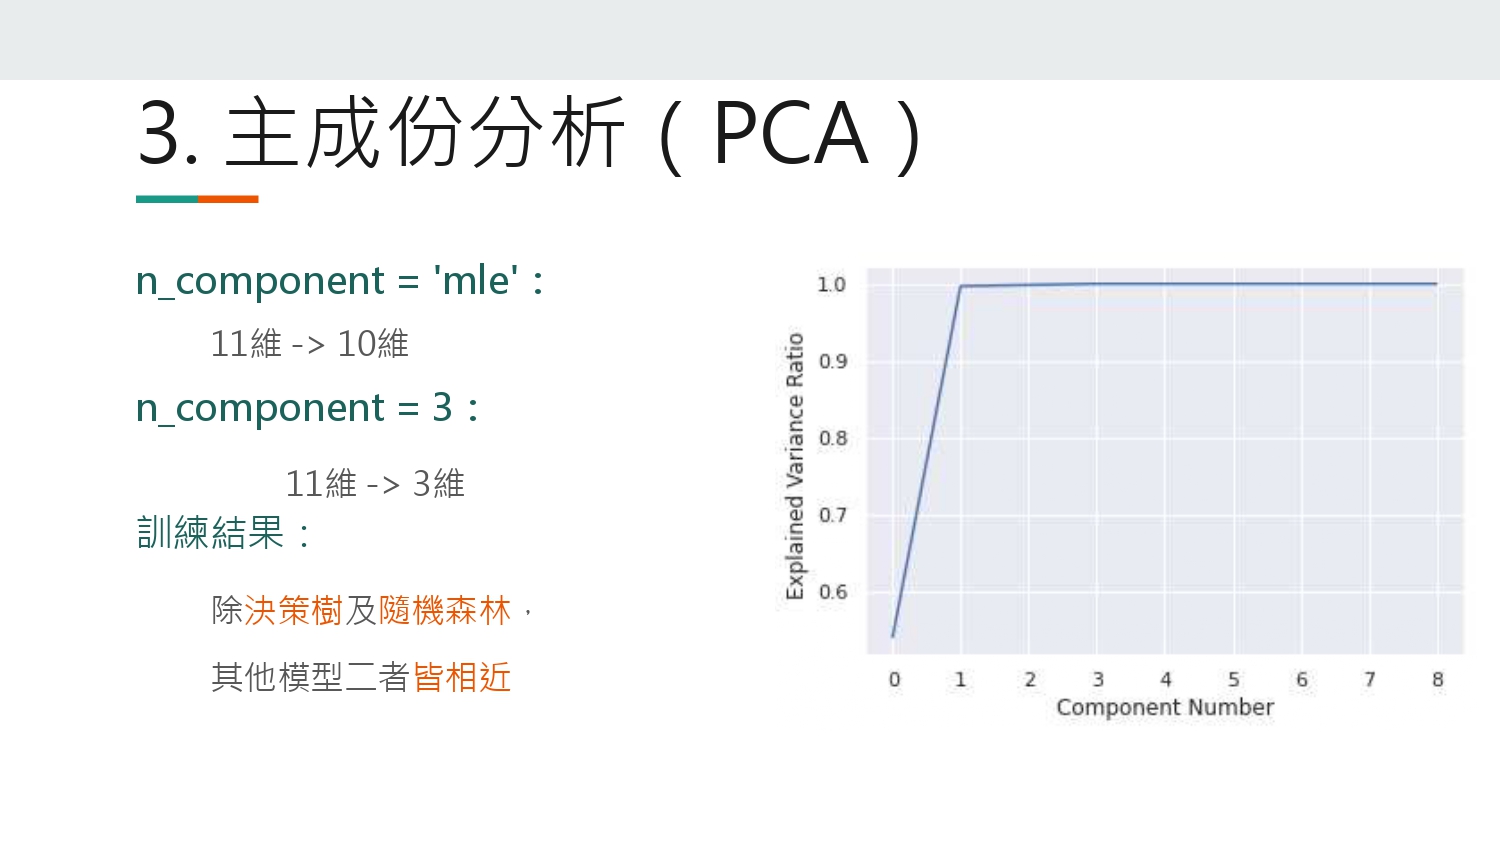 3. 主成份分析（PCA）
n_component = 'mle'：
11維 -> 10維
n_component = 3：
11維 -> 3維
訓練結果：
除決策樹及隨機森林，
其他模型二者皆相近
Explained Variance Ratio
1.0
0.9
0.8
0.7
0.6
0 1 2 3 4 5 6 7 8
Component Number